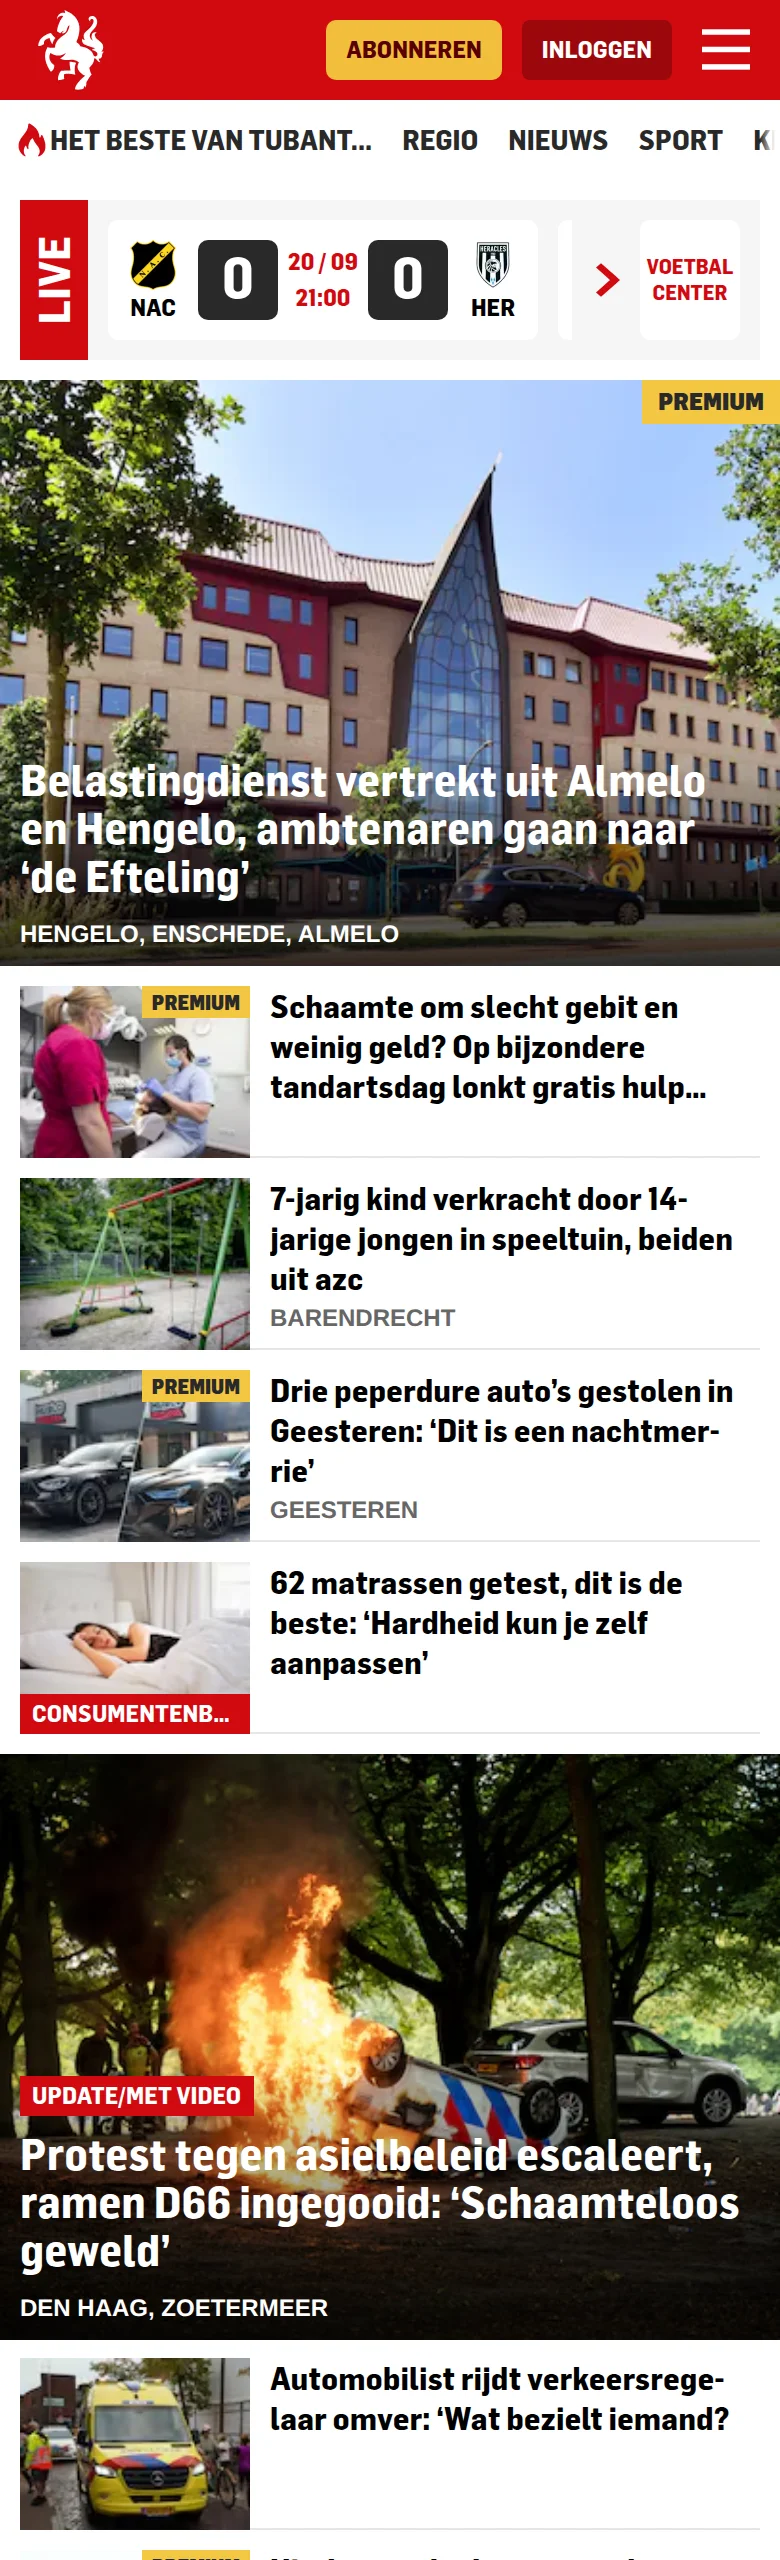 ABONNEREN
INLOGGEN
HET BESTE VAN TUBANT...
REGIO
NIEUWS
SPORT
LIVE
NAC
0
20 / 09
21:00
0
HERACLES
HER
VOETBAL
CENTER
PREMIUM
Belastingdienst vertrekt uit Almelo
en Hengelo, ambtenaren gaan naar
‘de Efteling’
HENGELO, ENSCHEDE, ALMELO
PREMIUM
Schaamte om slecht gebit en
weinig geld? Op bijzondere
tandartsdag lonkt gratis hulp...
7-jarig kind verkracht door 14-
jarige jongen in speeltuin, beiden
uit azc
BARENDRECHT
PREMIUM
Drie peperdure auto’s gestolen in
Geesteren: ‘Dit is een nachtmer-
rie’
GEESTEREN
62 matrassen getest, dit is de
beste: ‘Hardheid kun je zelf
aanpassen’
CONSUMENTENB...
UPDATE/MET VIDEO
Protest tegen asielbeleid escaleert,
ramen D66 ingegooid: ‘Schaamteloos
geweld’
DEN HAAG, ZOETERMEER
Automobilist rijdt verkeersrege-
laar omver: ‘Wat bezielt iemand?